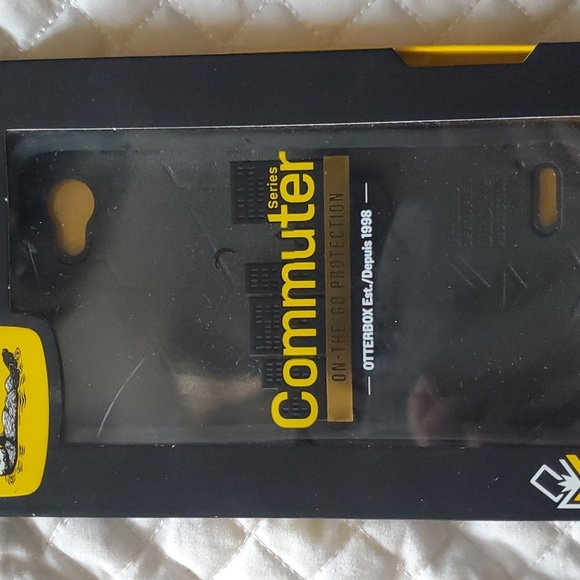 Commuter
Series
ON-THE-GO PROTECTION
OTTERBOX Est./Depuis 1998